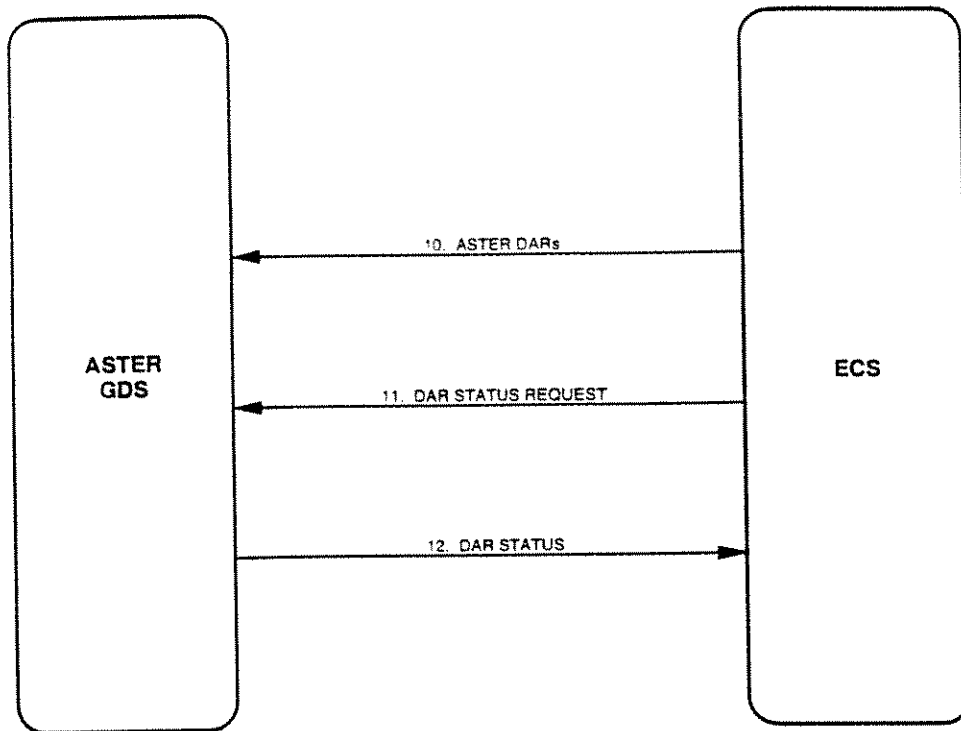 10. ASTER DARs
ASTER
GDS
ECS
11. DAR STATUS REQUEST
12. DAR STATUS